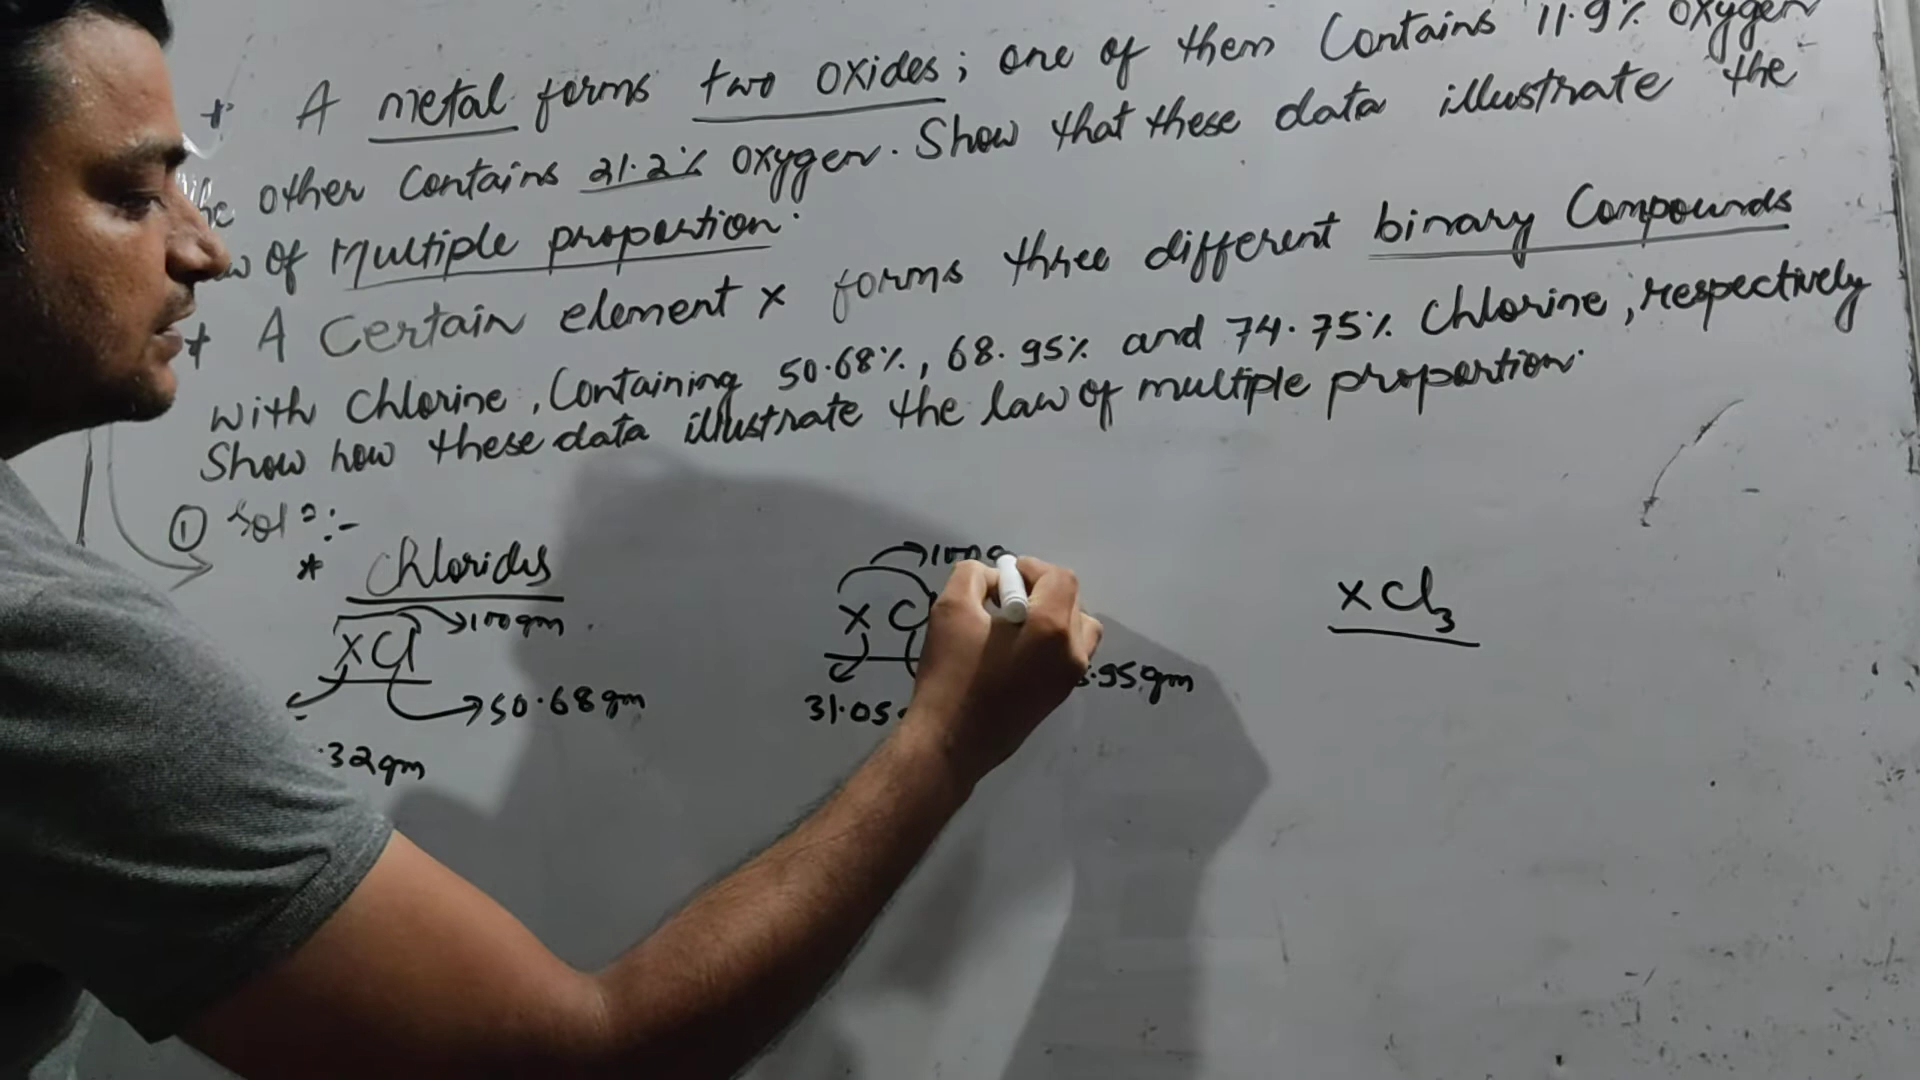 * A metal forms two oxides; one of them Contains 11.9% oxygen
the other Contains 21.2% oxygen. Show that these data illustrate the
of Multiple proportion.
* A Certain element x forms three different binary Compounds
with Chlorine, Containing 50.68%, 68.95% and 74.75% Chlorine, respectively
Show how these data illustrate the law of multiple proportion.
① Soln:-
* Chlorides
→100gm
xCl
→50.68gm
.32gm
→100g
x C
31.05
.95gm
xCl3